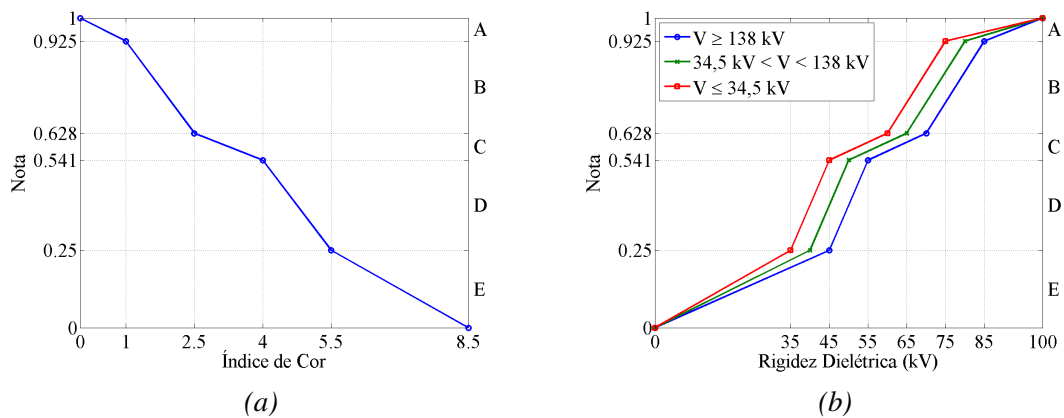 1
0.925
0.628
0.541
0.25
0
Nota
A
B
C
D
E
0 1 2.5 4 5.5 8.5
Índice de Cor
(a)
1
0.925
0.628
0.541
0.25
1
Nota
V ≥ 138 kV
34,5 kV < V < 138 kV
V ≤ 34,5 kV
A
B
C
D
E
0 35 45 55 65 75 85 100
Rigidez Dielétrica (kV)
(b)